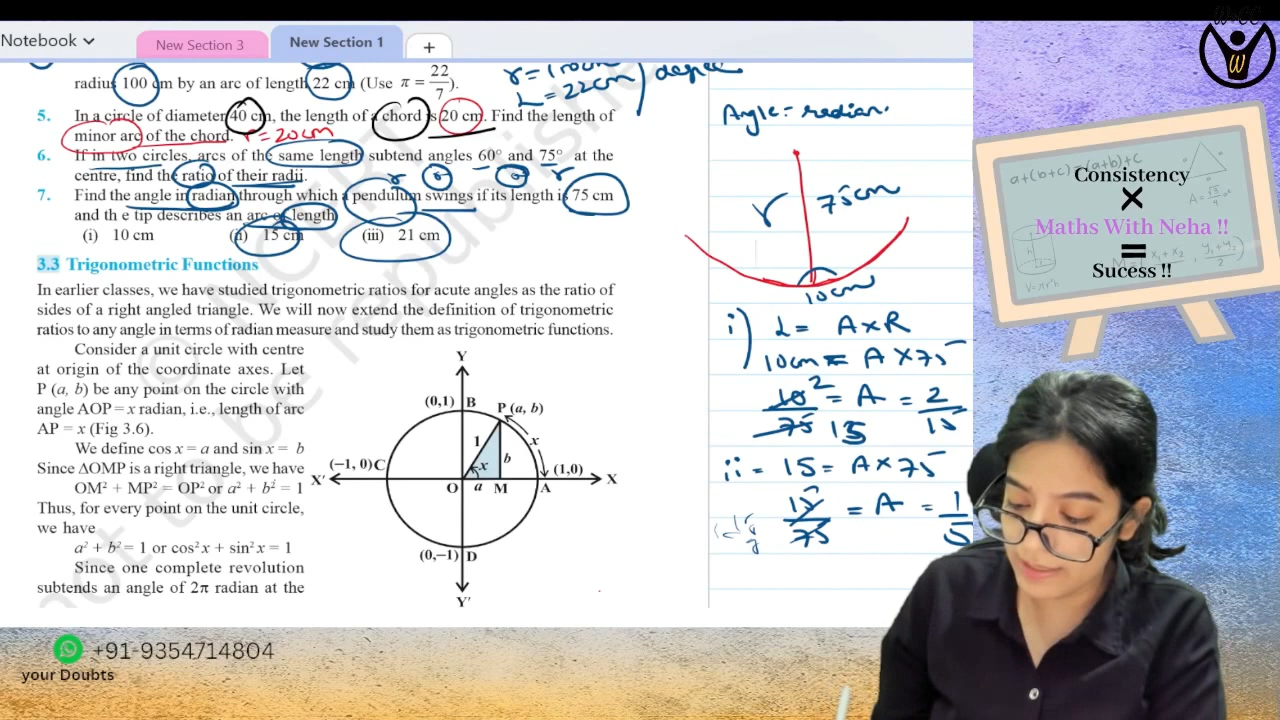 Notebook
New Section 3
New Section 1
+
radius 100 cm by an arc of length 22 cm (Use π = 22/7).
5. In a circle of diameter 40 cm, the length of a chord is 20 cm. Find the length of
minor arc of the chord. r = 20cm
6. If in two circles, arcs of the same length subtend angles 60° and 75° at the
centre, find the ratio of their radii.
7. Find the angle in radian through which a pendulum swings if its length is 75 cm
and th e tip describes an arc of length
(i) 10 cm (ii) 15 cm (iii) 21 cm
3.3 Trigonometric Functions
In earlier classes, we have studied trigonometric ratios for acute angles as the ratio of
sides of a right angled triangle. We will now extend the definition of trigonometric
ratios to any angle in terms of radian measure and study them as trigonometric functions.
Consider a unit circle with centre
at origin of the coordinate axes. Let
P (a, b) be any point on the circle with
angle AOP = x radian, i.e., length of arc
AP = x (Fig 3.6).
We define cos x = a and sin x = b
Since ΔOMP is a right triangle, we have
OM² + MP² = OP² or a² + b² = 1
Thus, for every point on the unit circle,
we have
a² + b² = 1 or cos²x + sin²x = 1
Since one complete revolution
subtends an angle of 2π radian at the
Y
(0,1) B
P (a, b)
1
x
b
x
(−1, 0)C
(1,0)
X′
O
a
M
A
X
(0,−1) D
Y′
L = 22cm
degree
Angle = radian.
r
75cm
10cm
i) L = A×R
10cm = A×75
10/75 2/15 = A = 2/15
ii = 15 = A×75
15/75 = A = 1/5
WOCC
W
a(b+c)=(a+b)+c
Consistency
×
Maths With Neha !!
=
Sucess !!
V=πr²h
+91-9354714804
your Doubts